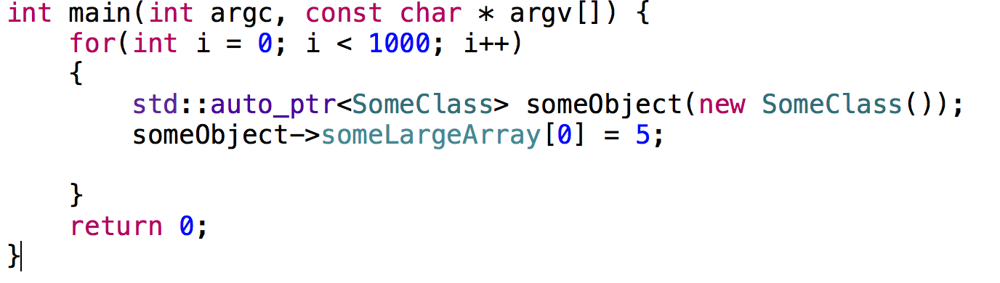 int main(int argc, const char * argv[]) {
    for(int i = 0; i < 1000; i++)
    {
        std::auto_ptr<SomeClass> someObject(new SomeClass());
        someObject->someLargeArray[0] = 5;

    }
    return 0;
}